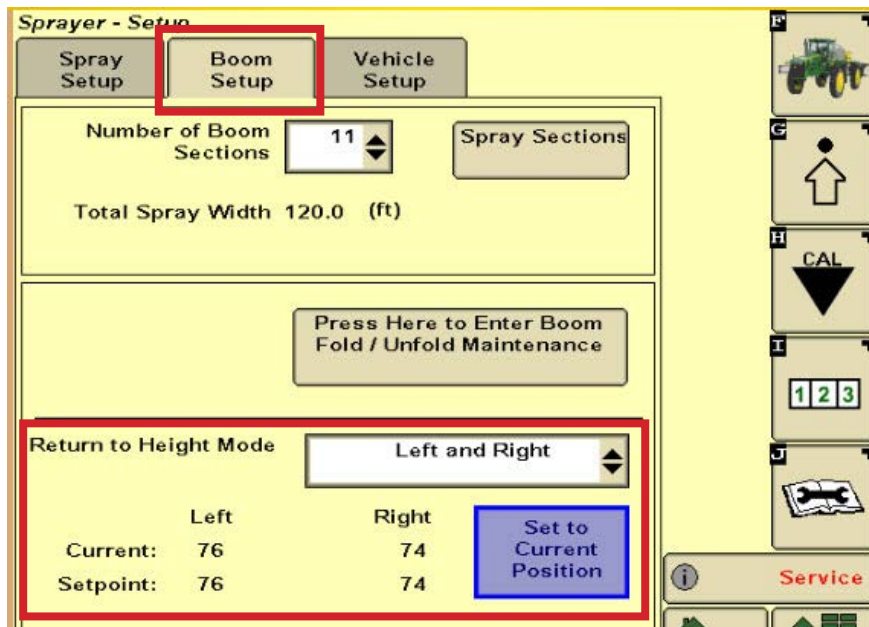 Sprayer - Setup
Spray
Setup
Boom
Setup
Vehicle
Setup
Number of Boom
Sections
11
Spray Sections
Total Spray Width 120.0 (ft)
Press Here to Enter Boom
Fold / Unfold Maintenance
Return to Height Mode
Left and Right
Left Right
Current: 76 74
Setpoint: 76 74
Set to
Current
Position
F
G
H
CAL
I
1 2 3
J
i
Service